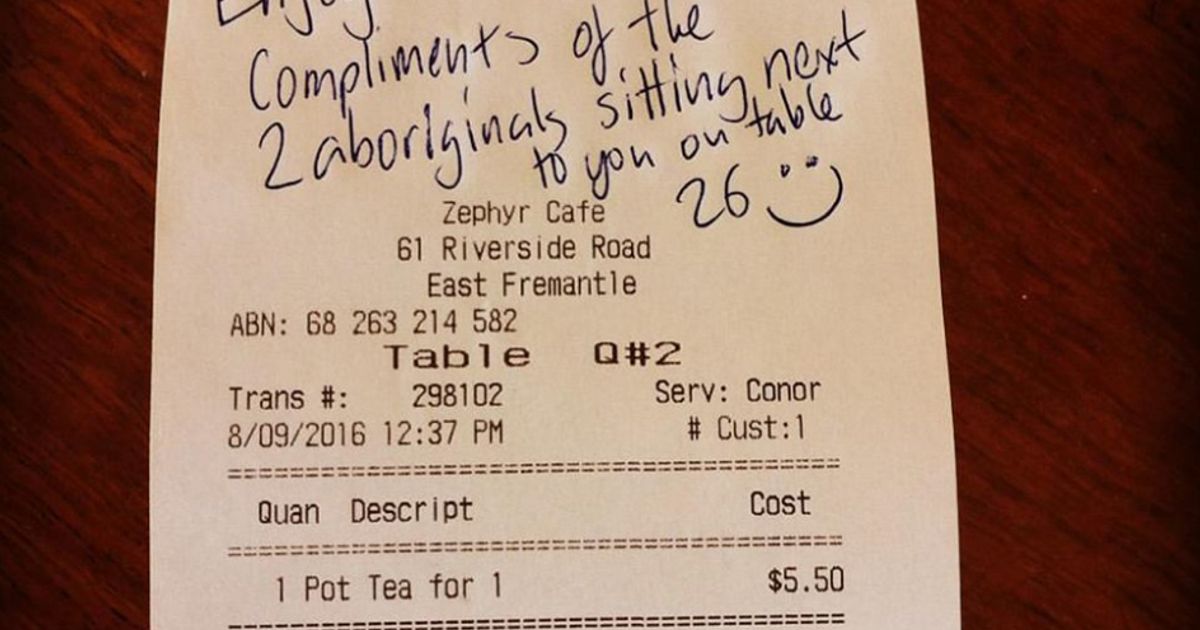 Enjoy
Compliments of the
2 aboriginals sitting next
to you on table
26
Zephyr Cafe
61 Riverside Road
East Fremantle
ABN: 68 263 214 582
Table Q#2
Trans #: 298102 Serv: Conor
8/09/2016 12:37 PM # Cust:1
Quan Descript Cost
1 Pot Tea for 1 $5.50